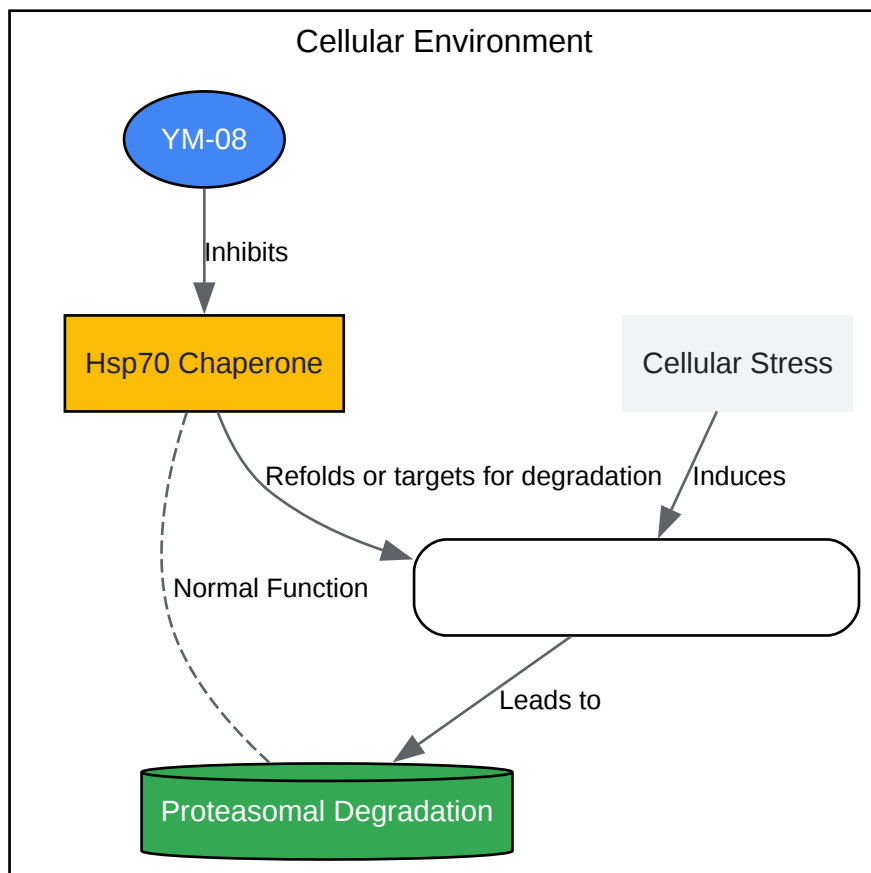 Cellular Environment
YM-08
Inhibits
Hsp70 Chaperone
Cellular Stress
Refolds or targets for degradation
Induces
Normal Function
Leads to
Proteasomal Degradation